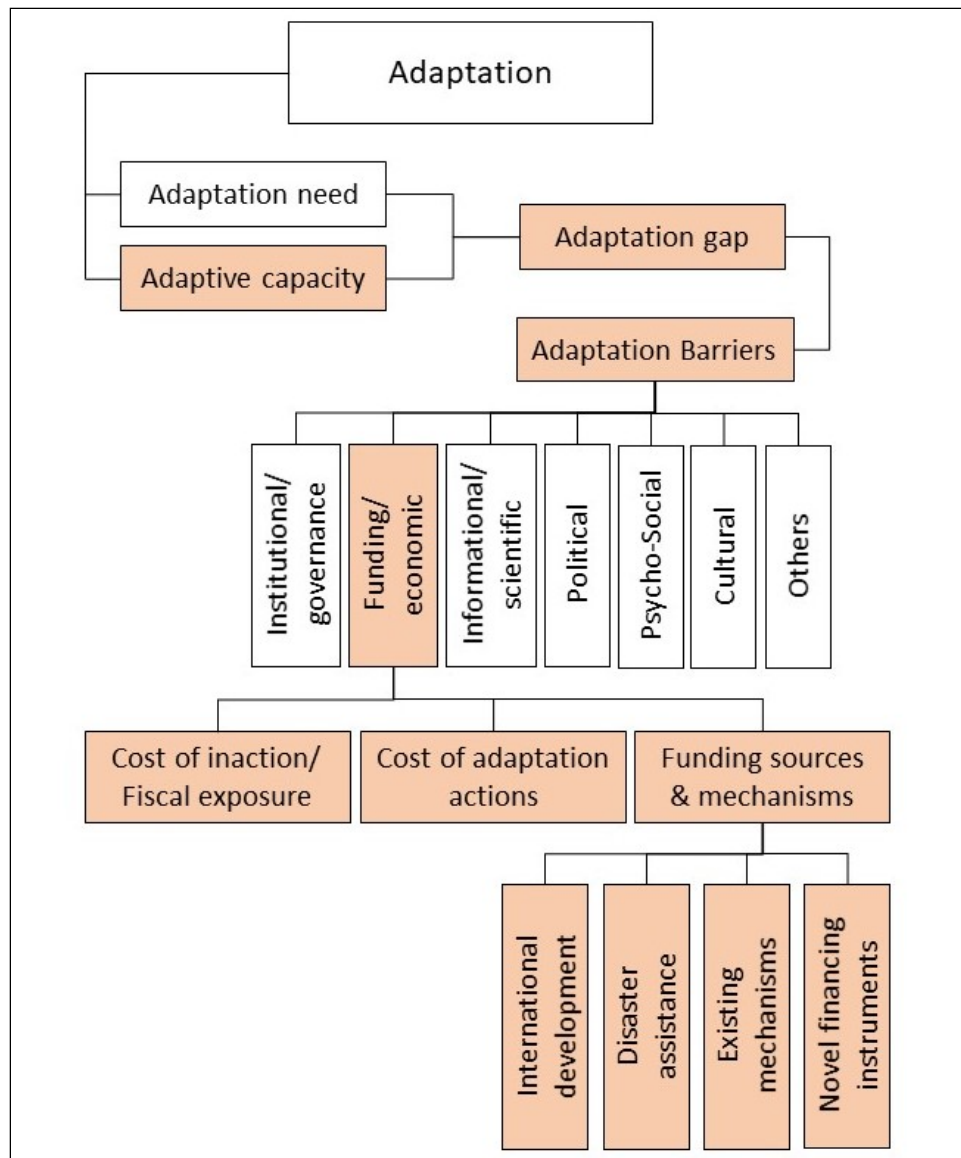 Adaptation
Adaptation need
Adaptive capacity
Adaptation gap
Adaptation Barriers
Institutional/
governance
Funding/
economic
Informational/
scientific
Political
Psycho-Social
Cultural
Others
Cost of inaction/
Fiscal exposure
Cost of adaptation
actions
Funding sources
& mechanisms
International
development
Disaster
assistance
Existing
mechanisms
Novel financing
instruments